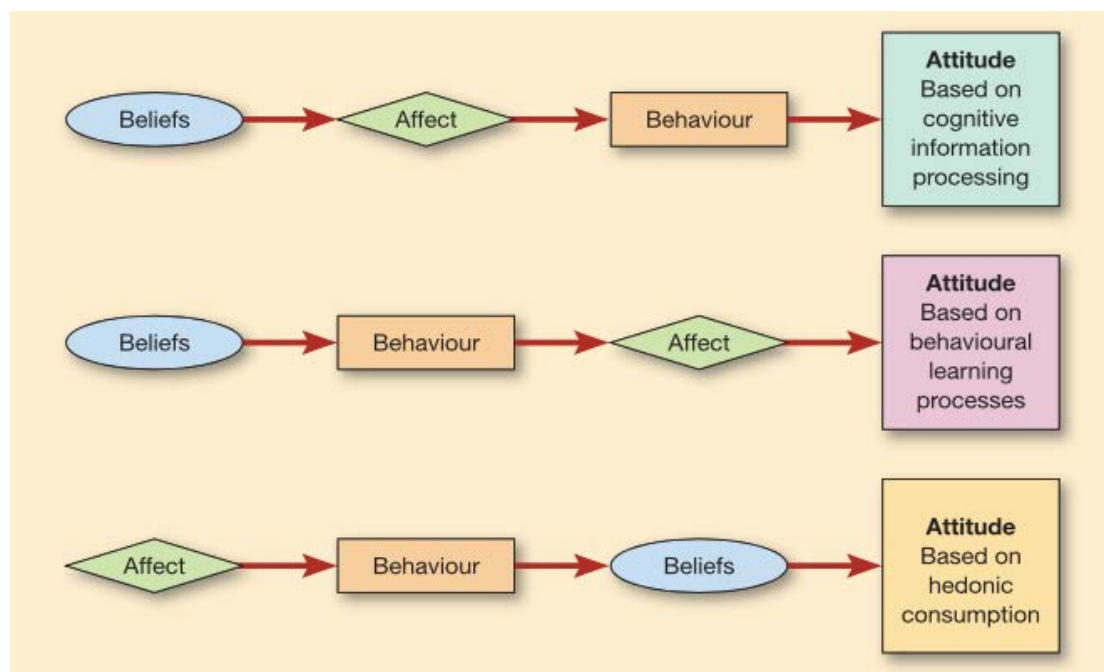 Beliefs
Affect
Behaviour
Attitude
Based on
cognitive
information
processing
Beliefs
Behaviour
Affect
Attitude
Based on
behavioural
learning
processes
Affect
Behaviour
Beliefs
Attitude
Based on
hedonic
consumption